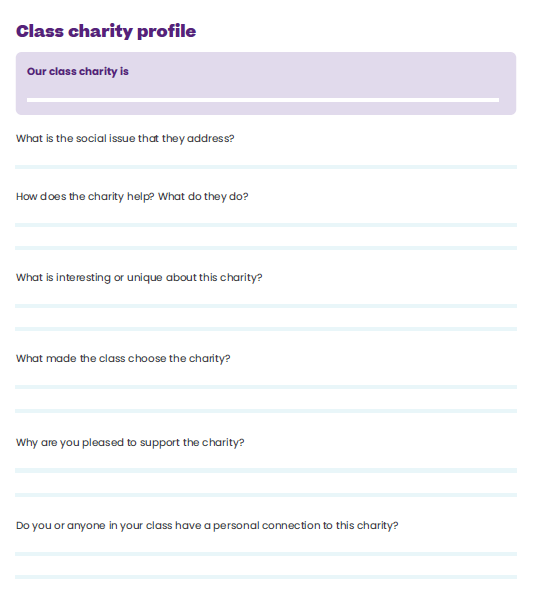 Class charity profile
Our class charity is
What is the social issue that they address?
How does the charity help? What do they do?
What is interesting or unique about this charity?
What made the class choose the charity?
Why are you pleased to support the charity?
Do you or anyone in your class have a personal connection to this charity?